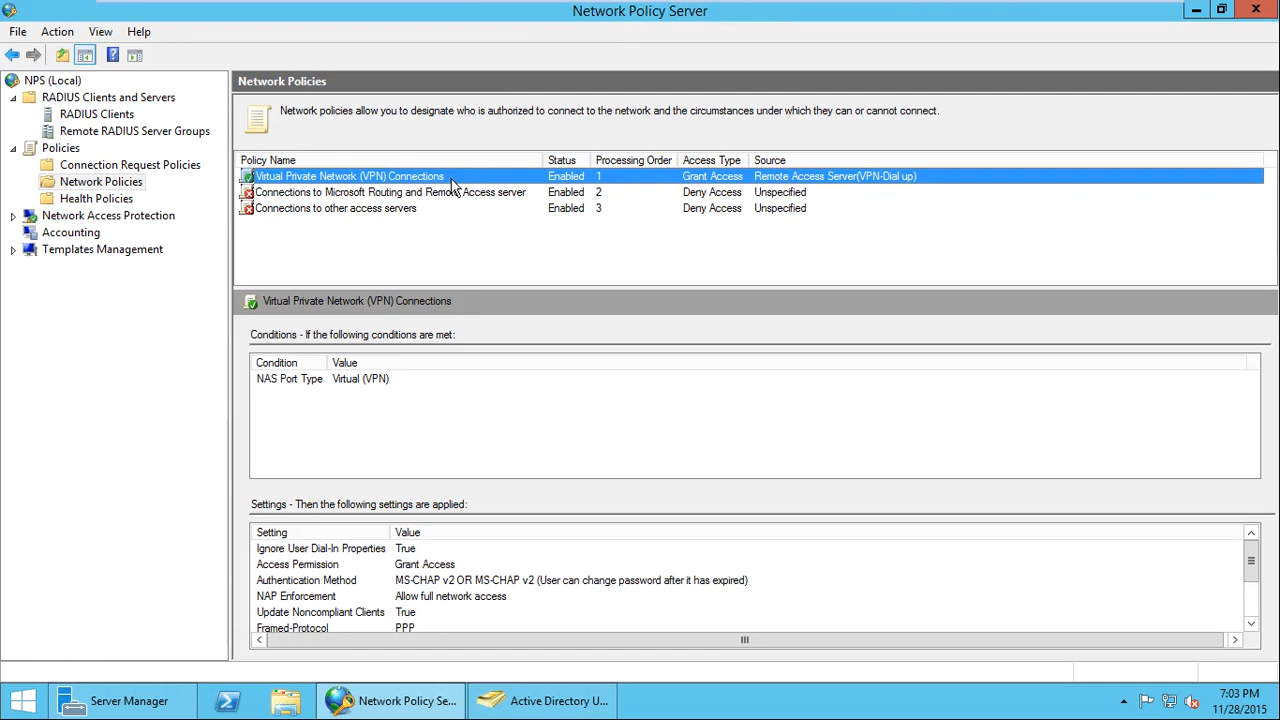 Network Policy Server
File Action View Help
NPS (Local)
RADIUS Clients and Servers
RADIUS Clients
Remote RADIUS Server Groups
Policies
Connection Request Policies
Network Policies
Health Policies
Network Access Protection
Accounting
Templates Management
Network Policies
Network policies allow you to designate who is authorized to connect to the network and the circumstances under which they can or cannot connect.
Policy Name Status Processing Order Access Type Source
Virtual Private Network (VPN) Connections Enabled 1 Grant Access Remote Access Server(VPN-Dial up)
Connections to Microsoft Routing and Remote Access server Enabled 2 Deny Access Unspecified
Connections to other access servers Enabled 3 Deny Access Unspecified
Virtual Private Network (VPN) Connections
Conditions - If the following conditions are met:
Condition Value
NAS Port Type Virtual (VPN)
Settings - Then the following settings are applied:
Setting Value
Ignore User Dial-In Properties True
Access Permission Grant Access
Authentication Method MS-CHAP v2 OR MS-CHAP v2 (User can change password after it has expired)
NAP Enforcement Allow full network access
Update Noncompliant Clients True
Framed-Protocol PPP
Server Manager Network Policy Se... Active Directory U... 7:03 PM
11/28/2015